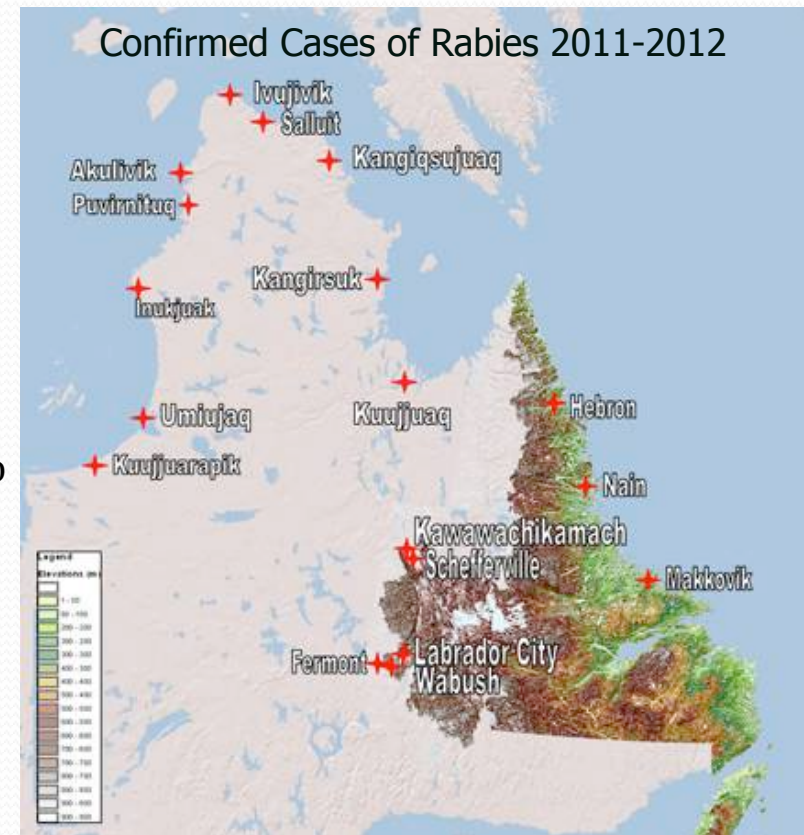 Confirmed Cases of Rabies 2011-2012
Ivujivik
Salluit
Kangiqsujuaq
Akulivik
Puvirnituq
Kangirsuk
Inukjuak
Kuujjuaq
Hebron
Umiujaq
Kuujjuarapik
Nain
Kawawachikamach
Schefferville
Makkovik
Labrador City
Fermont
Wabush
Legend
Elevations (m)